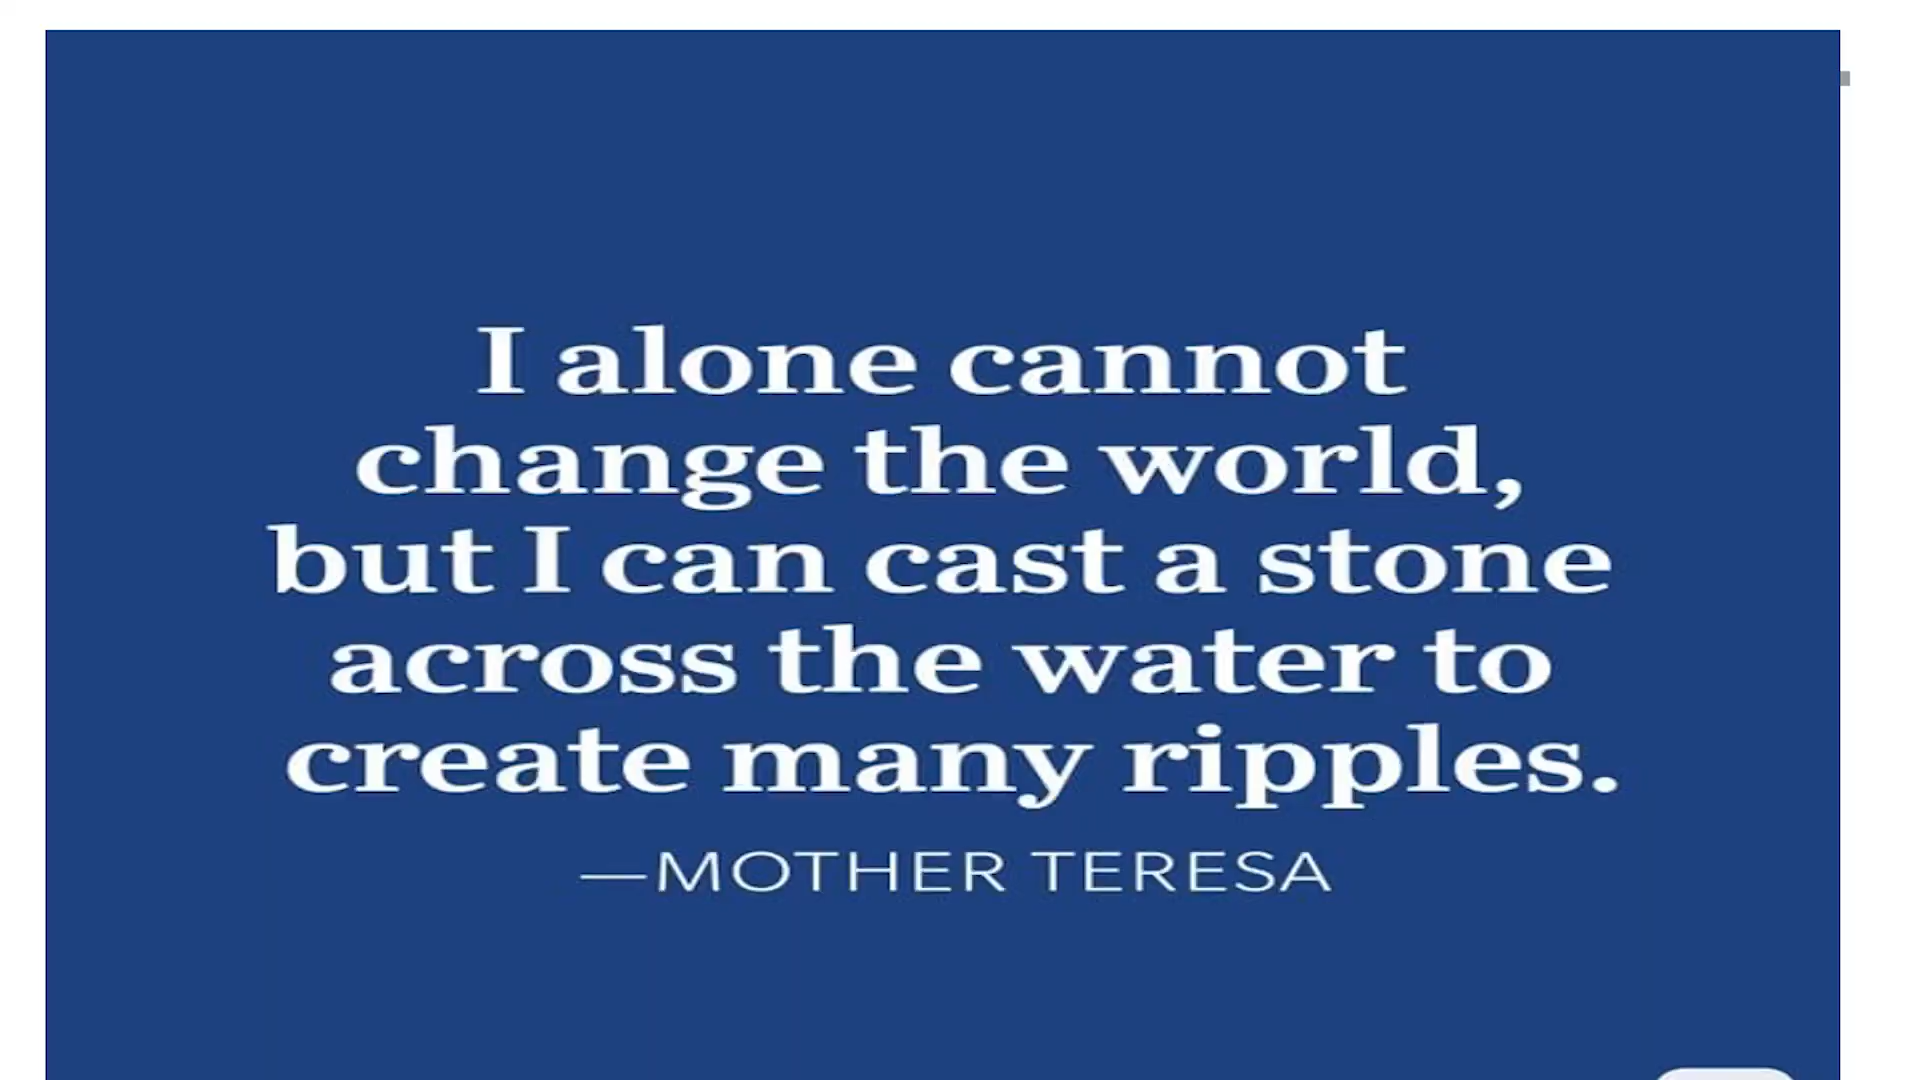 I alone cannot
change the world,
but I can cast a stone
across the water to
create many ripples.
—MOTHER TERESA